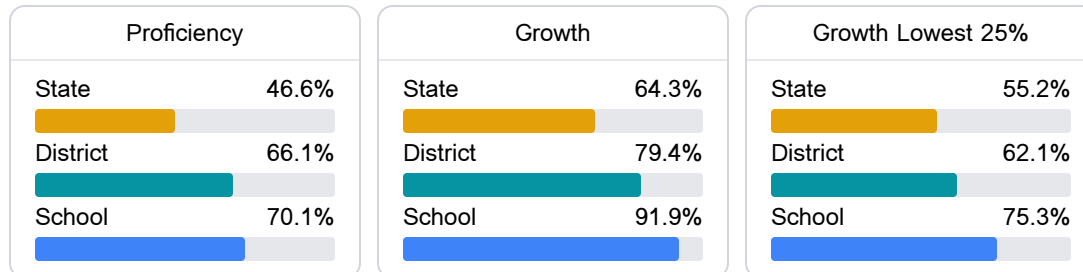 Proficiency
State 46.6%
District 66.1%
School 70.1%
Growth
State 64.3%
District 79.4%
School 91.9%
Growth Lowest 25%
State 55.2%
District 62.1%
School 75.3%